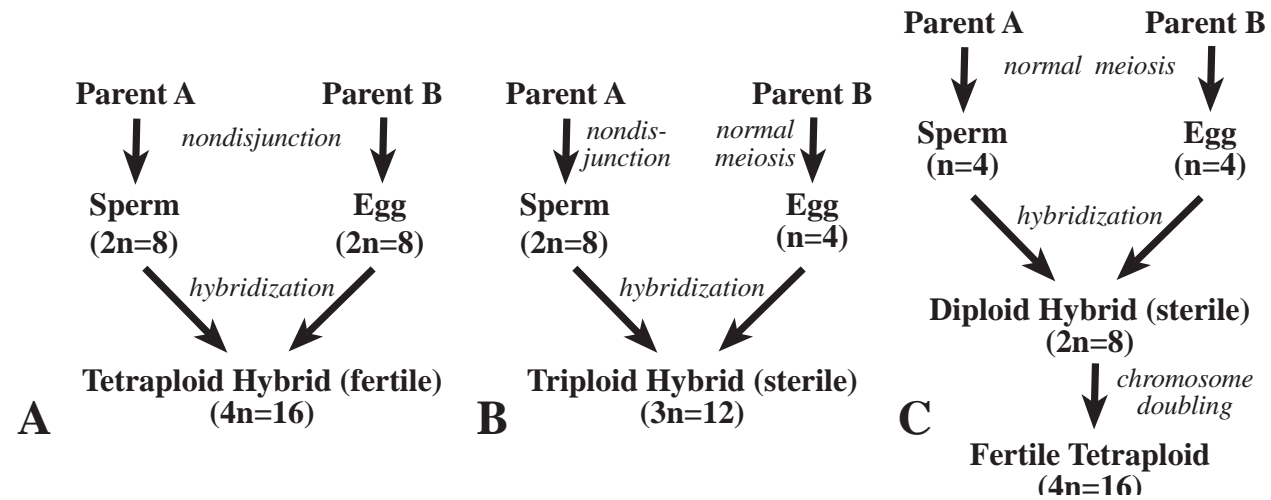 Parent A
Parent B
nondisjunction
Sperm
(2n=8)
Egg
(2n=8)
hybridization
Tetraploid Hybrid (fertile)
(4n=16)
A
Parent A
Parent B
nondis-
junction
normal
meiosis
Sperm
(2n=8)
Egg
(n=4)
hybridization
Triploid Hybrid (sterile)
(3n=12)
B
Parent A
Parent B
normal meiosis
Sperm
(n=4)
Egg
(n=4)
hybridization
Diploid Hybrid (sterile)
(2n=8)
chromosome
doubling
C
Fertile Tetraploid
(4n=16)